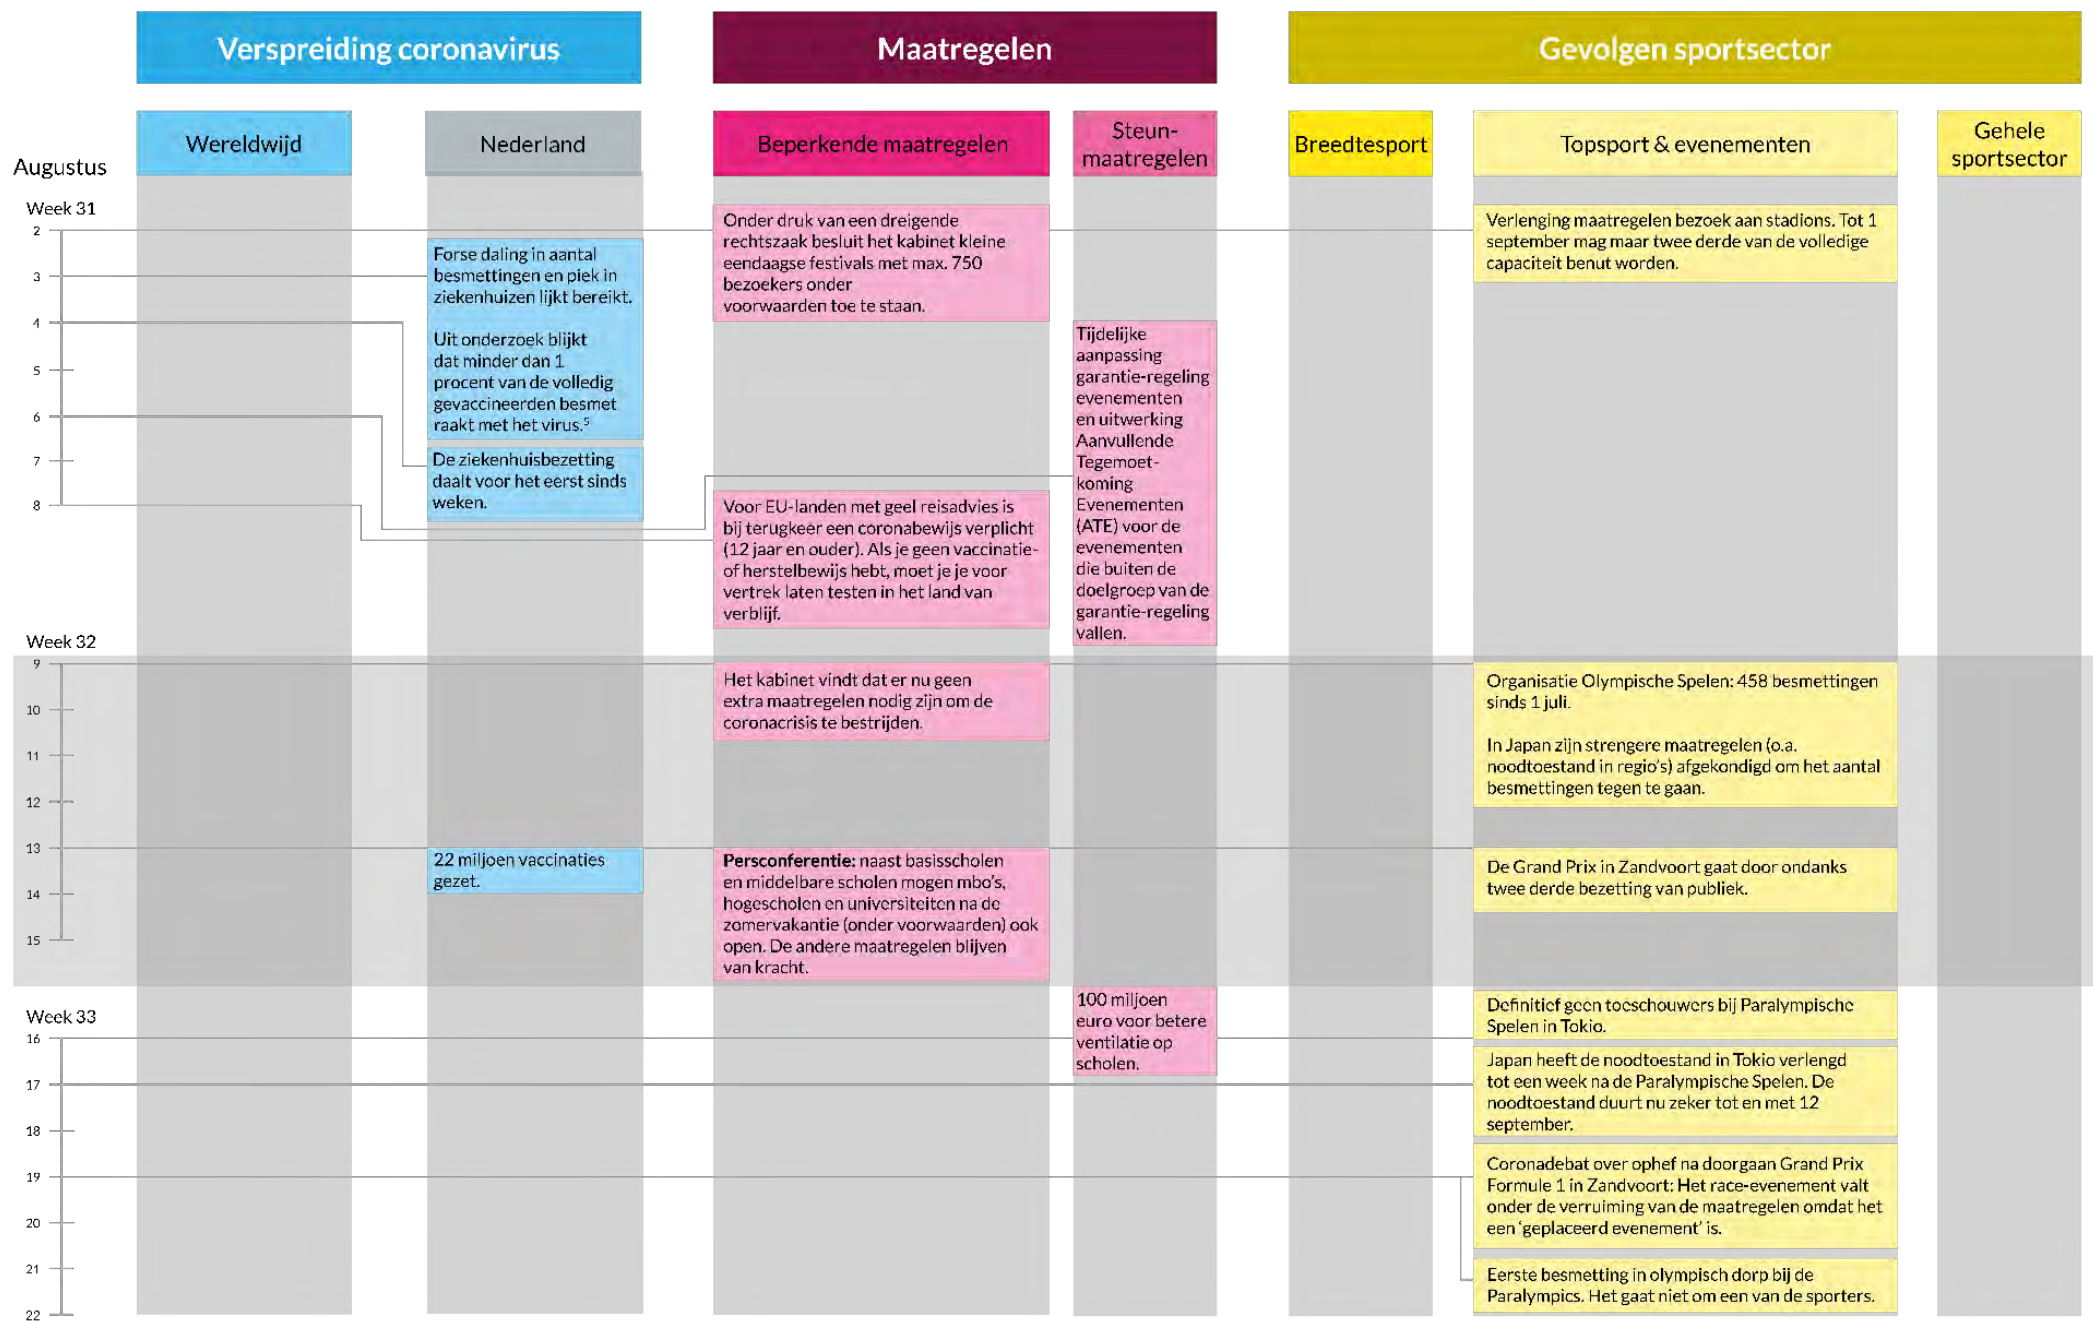 Verspreiding coronavirus
Maatregelen
Gevolgen sportsector
Wereldwijd
Nederland
Beperkende maatregelen
Steun-
maatregelen
Breedtesport
Topsport & evenementen
Gehele
sportsector
Augustus
Week 31
2
3
4
5
6
7
8
Forse daling in aantal
besmettingen en piek in
ziekenhuizen lijkt bereikt.
Uit onderzoek blijkt
dat minder dan 1
procent van de volledig
gevaccineerden besmet
raakt met het virus.⁵
De ziekenhuisbezetting
daalt voor het eerst sinds
weken.
Onder druk van een dreigende
rechtszaak besluit het kabinet kleine
eendaagse festivals met max. 750
bezoekers onder
voorwaarden toe te staan.
Voor EU-landen met geel reisadvies is
bij terugkeer een coronabewijs verplicht
(12 jaar en ouder). Als je geen vaccinatie-
of herstelbewijs hebt, moet je je voor
vertrek laten testen in het land van
verblijf.
Tijdelijke
aanpassing
garantie-regeling
evenementen
en uitwerking
Aanvullende
Tegemoet-
koming
Evenementen
(ATE) voor de
evenementen
die buiten de
doelgroep van de
garantie-regeling
vallen.
Verlenging maatregelen bezoek aan stadions. Tot 1
september mag maar twee derde van de volledige
capaciteit benut worden.
Week 32
9
10
11
12
13
14
15
22 miljoen vaccinaties
gezet.
Het kabinet vindt dat er nu geen
extra maatregelen nodig zijn om de
coronacrisis te bestrijden.
Persconferentie: naast basisscholen
en middelbare scholen mogen mbo's,
hogescholen en universiteiten na de
zomervakantie (onder voorwaarden) ook
open. De andere maatregelen blijven
van kracht.
Organisatie Olympische Spelen: 458 besmettingen
sinds 1 juli.
In Japan zijn strengere maatregelen (o.a.
noodtoestand in regio's) afgekondigd om het aantal
besmettingen tegen te gaan.
De Grand Prix in Zandvoort gaat door ondanks
twee derde bezetting van publiek.
Week 33
16
17
18
19
20
21
22
100 miljoen
euro voor betere
ventilatie op
scholen.
Definitief geen toeschouwers bij Paralympische
Spelen in Tokio.
Japan heeft de noodtoestand in Tokio verlengd
tot een week na de Paralympische Spelen. De
noodtoestand duurt nu zeker tot en met 12
september.
Coronadebat over ophef na doorgaan Grand Prix
Formule 1 in Zandvoort: Het race-evenement valt
onder de verruiming van de maatregelen omdat het
een 'geplaceerd evenement' is.
Eerste besmetting in olympisch dorp bij de
Paralympics. Het gaat niet om een van de sporters.